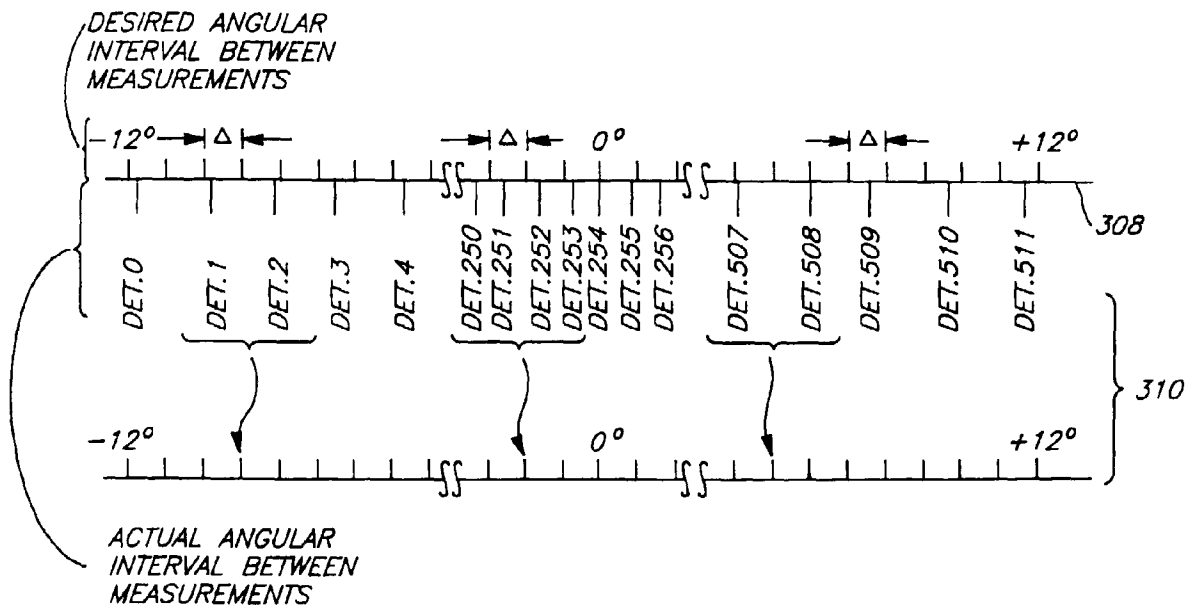 DESIRED ANGULAR
INTERVAL BETWEEN
MEASUREMENTS
-12° Δ Δ 0° Δ +12°
308
DET.0
DET.1
DET.2
DET.3
DET.4
DET.250
DET.251
DET.252
DET.253
DET.254
DET.255
DET.256
DET.507
DET.508
DET.509
DET.510
DET.511
310
-12° 0° +12°
ACTUAL ANGULAR
INTERVAL BETWEEN
MEASUREMENTS